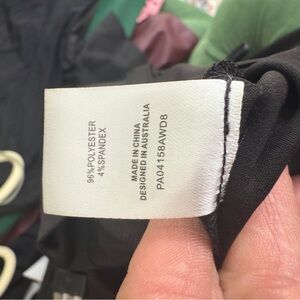 96%POLYESTER
4%SPANDEX
MADE IN CHINA
DESIGNED IN AUSTRALIA
PA04158AWD8